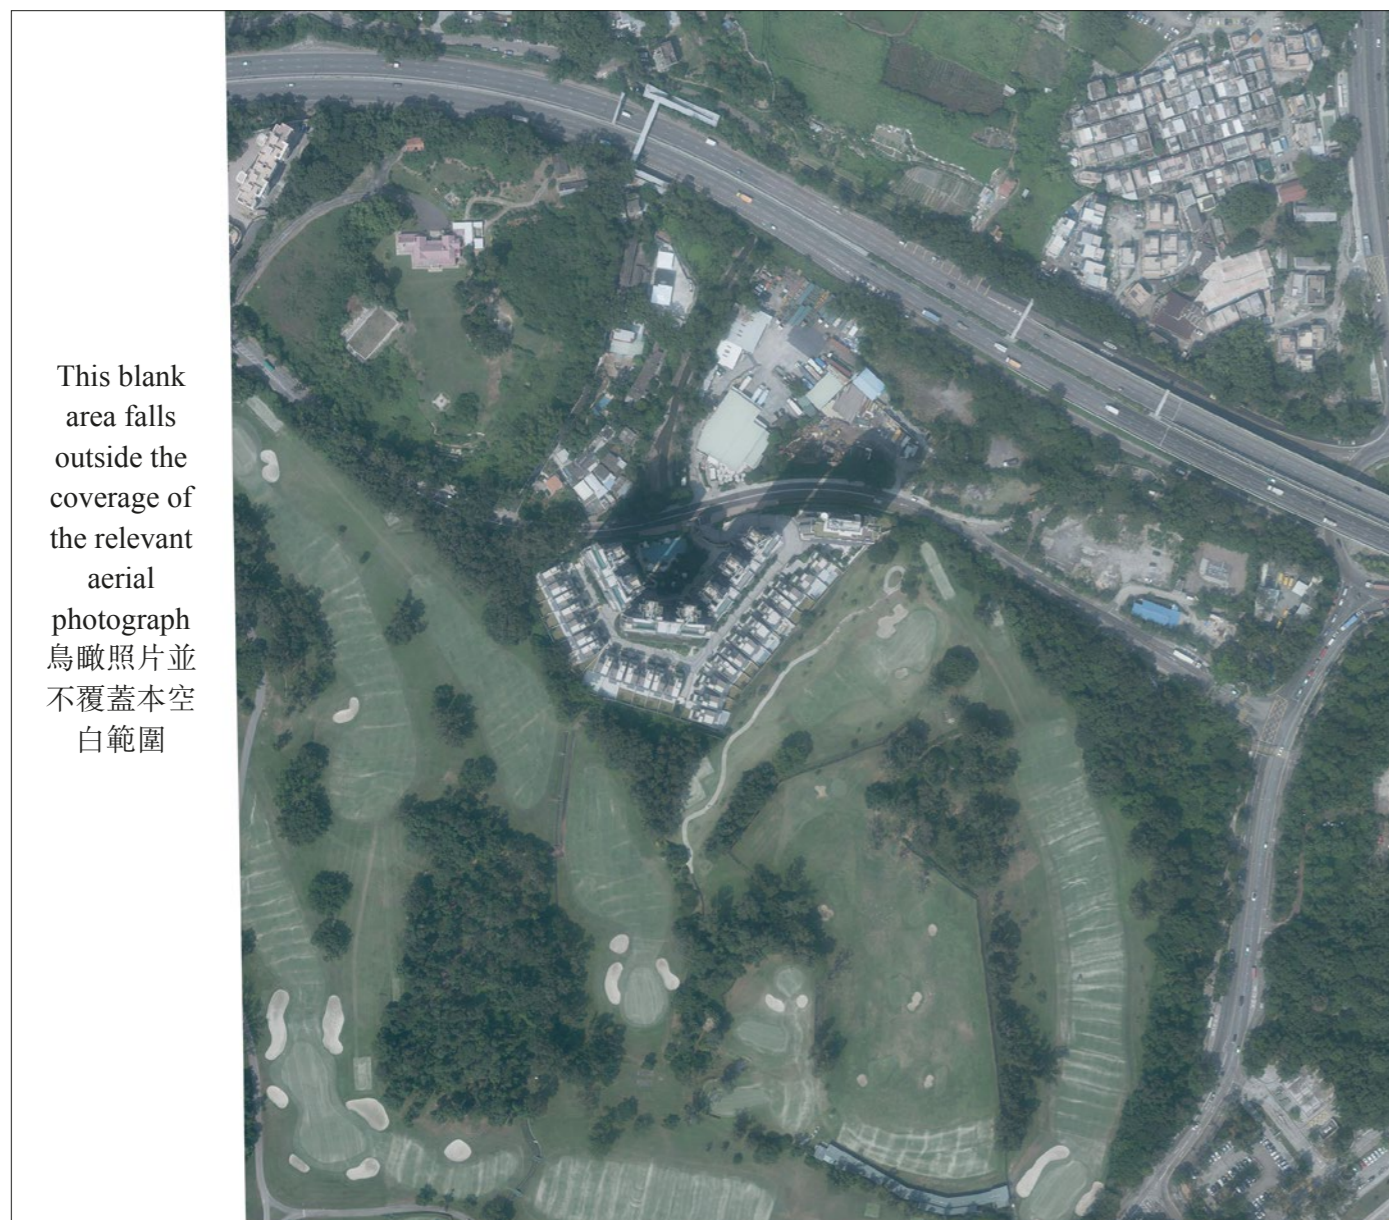 This blank
area falls
outside the
coverage of
the relevant
aerial
photograph
鳥瞰照片並
不覆蓋本空
白範圍